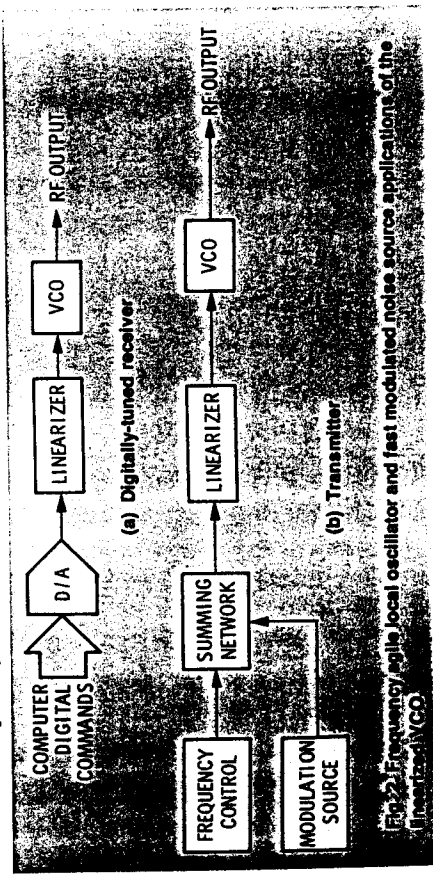 COMPUTER
DIGITAL
COMMANDS
D/A
LINEARIZER
VCO
RF OUTPUT
(a) Digitally-tuned receiver
FREQUENCY
CONTROL
MODULATION
SOURCE
SUMMING
NETWORK
LINEARIZER
VCO
RF OUTPUT
(b) Transmitter
Fig.22 Frequency agile local oscillator and fast modulated noise source applications of the
linearized VCO.